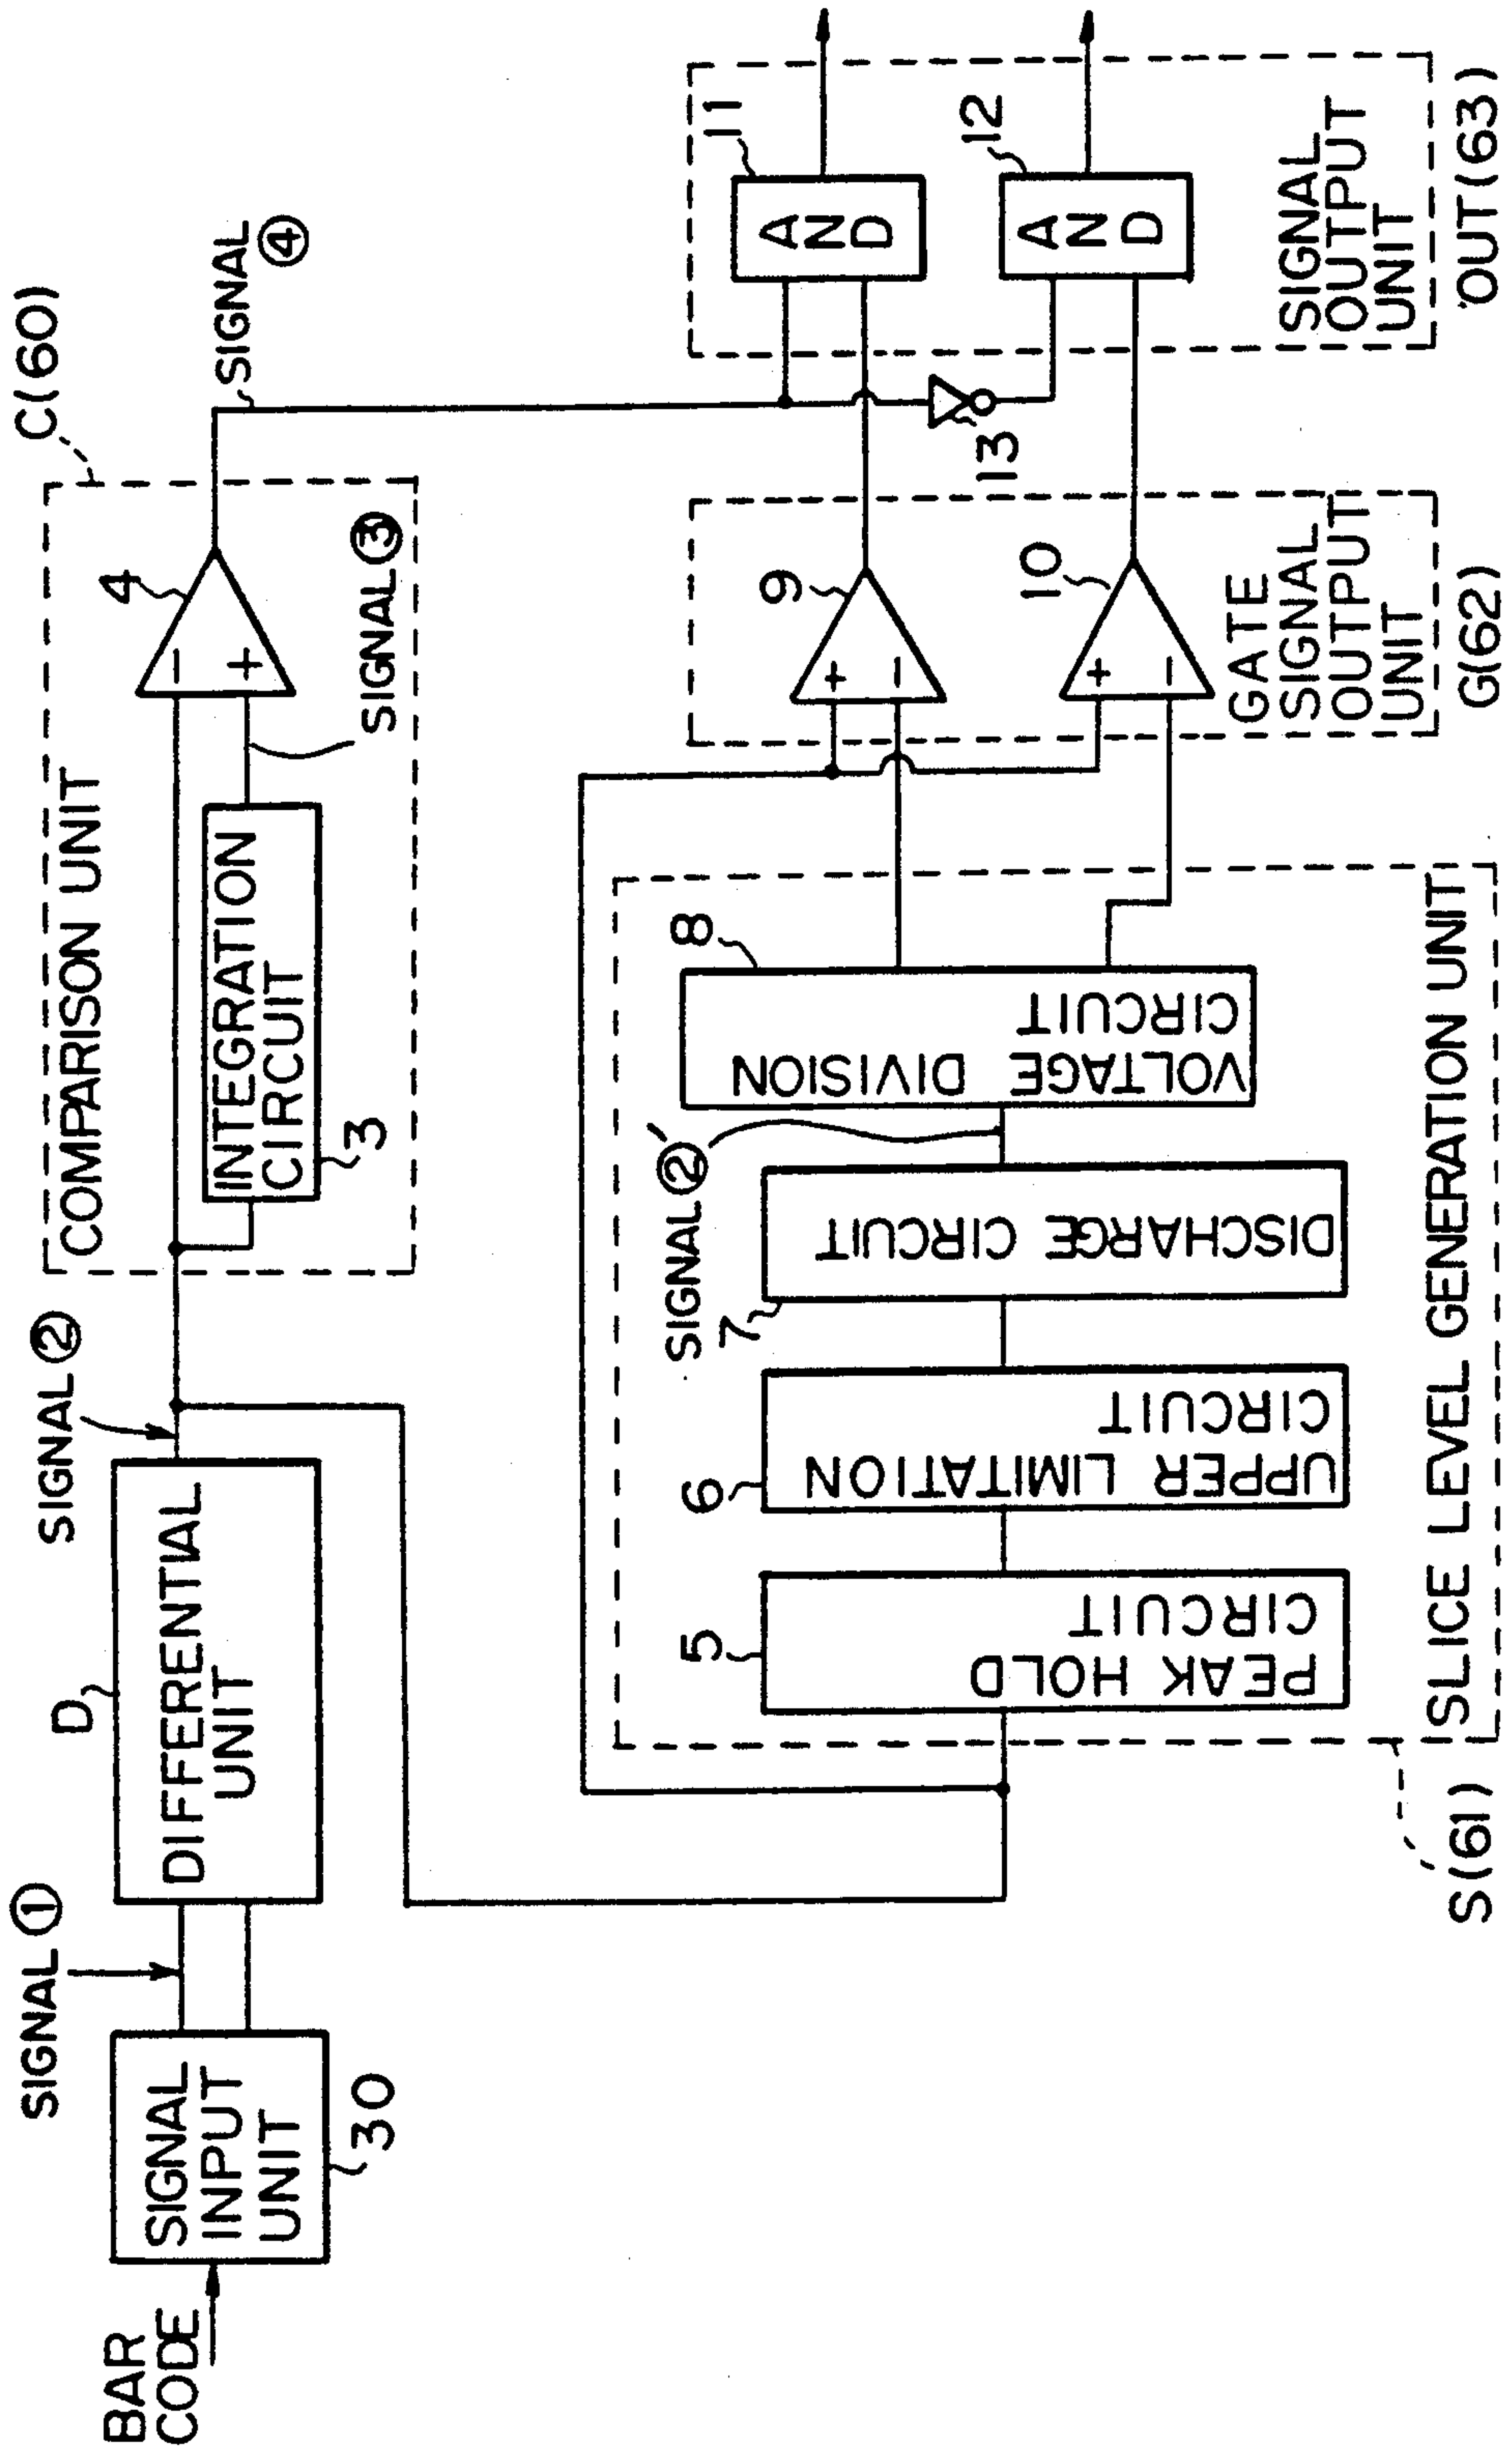 BAR
CODE
SIGNAL
INPUT
UNIT
30
SIGNAL ①
D
DIFFERENTIAL
UNIT
SIGNAL ②
C(60)
COMPARISON UNIT
INTEGRATION
CIRCUIT
3
4
−
+
SIGNAL ③
SIGNAL ④
S(61)
SLICE LEVEL GENERATION UNIT
5
PEAK HOLD
CIRCUIT
6
UPPER LIMITATION
CIRCUIT
7
DISCHARGE CIRCUIT
SIGNAL ②′
8
VOLTAGE DIVISION
CIRCUIT
9
+
−
10
+
−
GATE
SIGNAL
OUTPUT
UNIT
G(62)
13
11
AND
12
AND
SIGNAL
OUTPUT
UNIT
OUT(63)